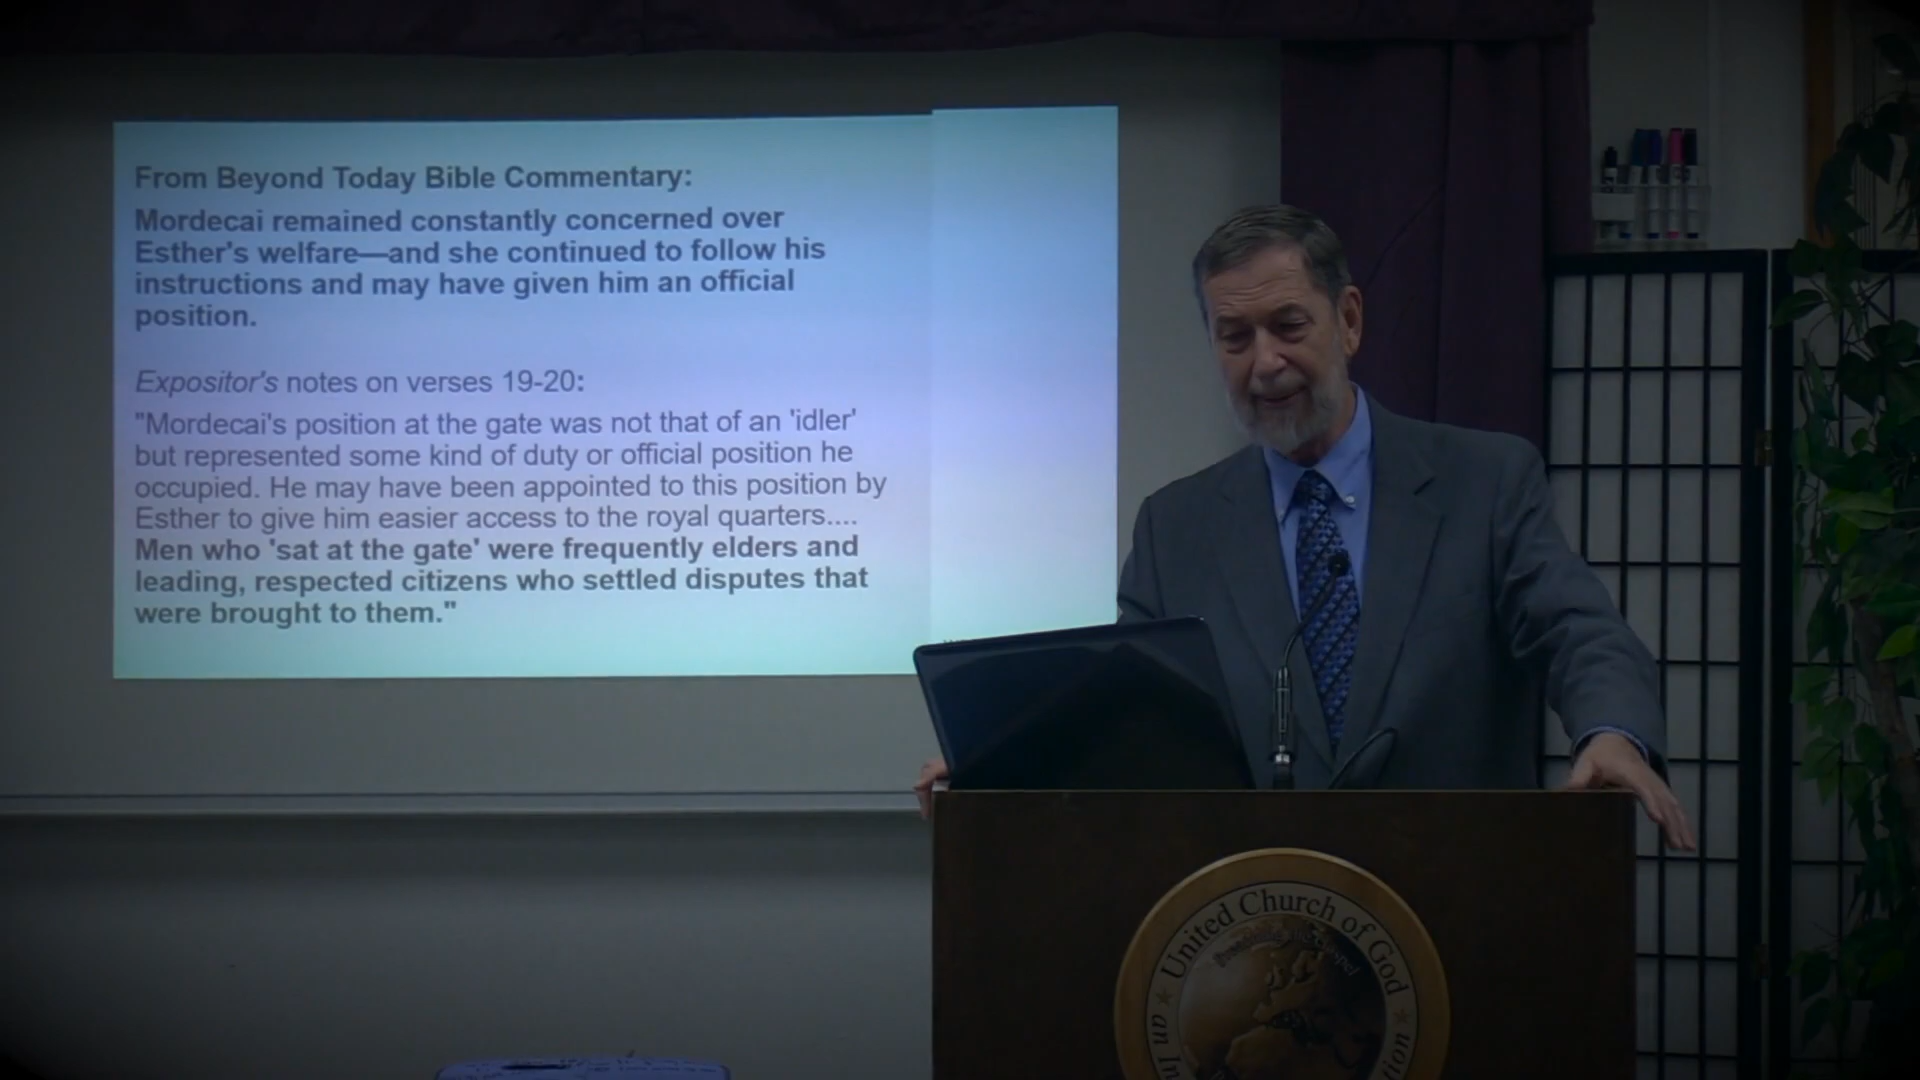 From Beyond Today Bible Commentary:
Mordecai remained constantly concerned over
Esther's welfare—and she continued to follow his
instructions and may have given him an official
position.
Expositor's notes on verses 19-20:
"Mordecai's position at the gate was not that of an 'idler'
but represented some kind of duty or official position he
occupied. He may have been appointed to this position by
Esther to give him easier access to the royal quarters....
Men who 'sat at the gate' were frequently elders and
leading, respected citizens who settled disputes that
were brought to them."
United Church of God
an